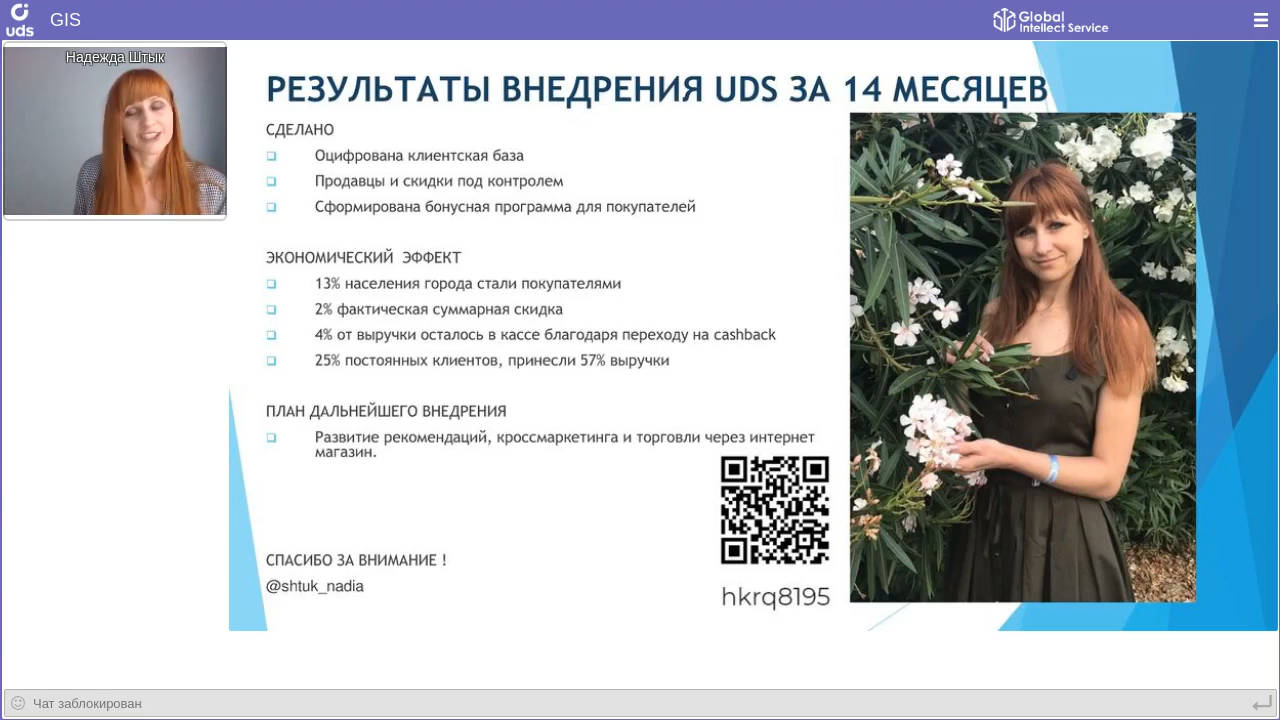 uds
GIS
Global
Intellect Service
Надежда Штык
РЕЗУЛЬТАТЫ ВНЕДРЕНИЯ UDS ЗА 14 МЕСЯЦЕВ
СДЕЛАНО
Оцифрована клиентская база
Продавцы и скидки под контролем
Сформирована бонусная программа для покупателей
ЭКОНОМИЧЕСКИЙ ЭФФЕКТ
13% населения города стали покупателями
2% фактическая суммарная скидка
4% от выручки осталось в кассе благодаря переходу на cashback
25% постоянных клиентов, принесли 57% выручки
ПЛАН ДАЛЬНЕЙШЕГО ВНЕДРЕНИЯ
Развитие рекомендаций, кроссмаркетинга и торговли через интернет
магазин.
СПАСИБО ЗА ВНИМАНИЕ !
@shtuk_nadia
hkrq8195
Чат заблокирован